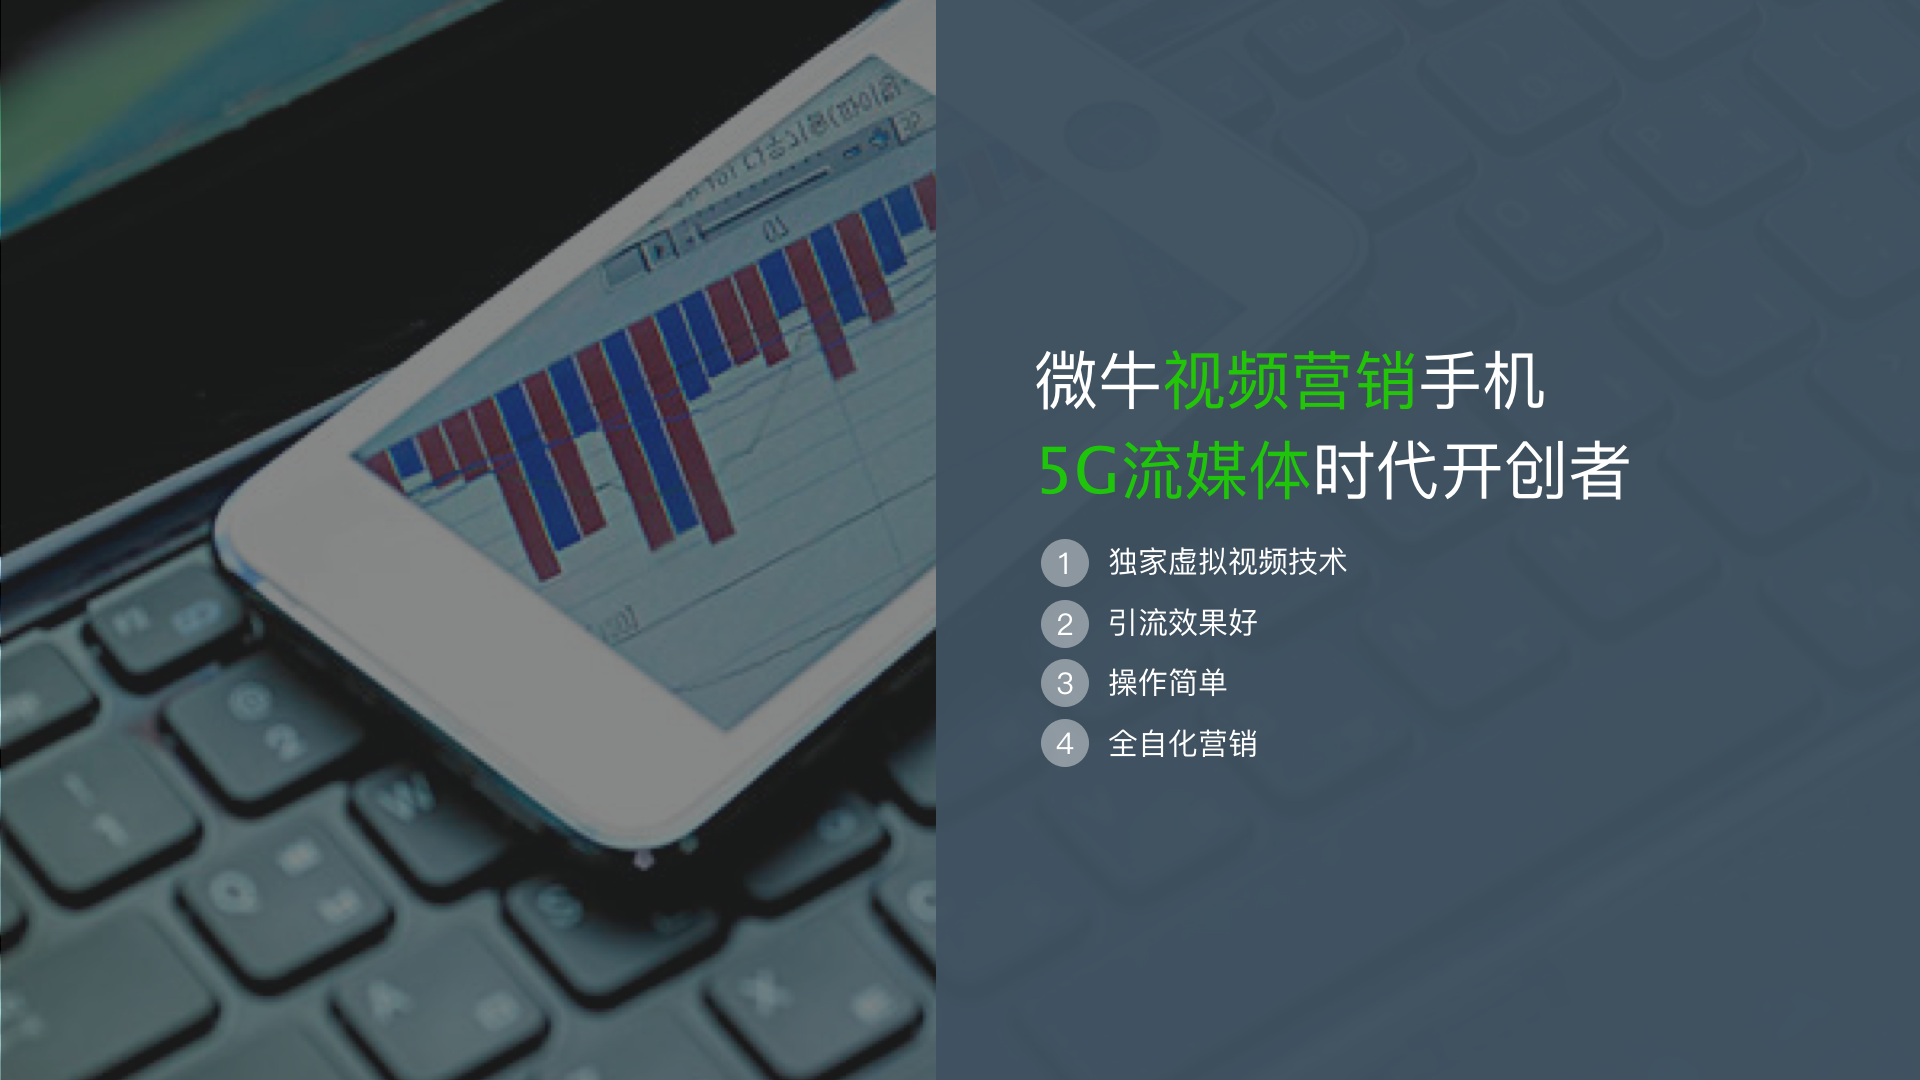 微牛视频营销手机
5G流媒体时代开创者
1 独家虚拟视频技术
2 引流效果好
3 操作简单
4 全自化营销